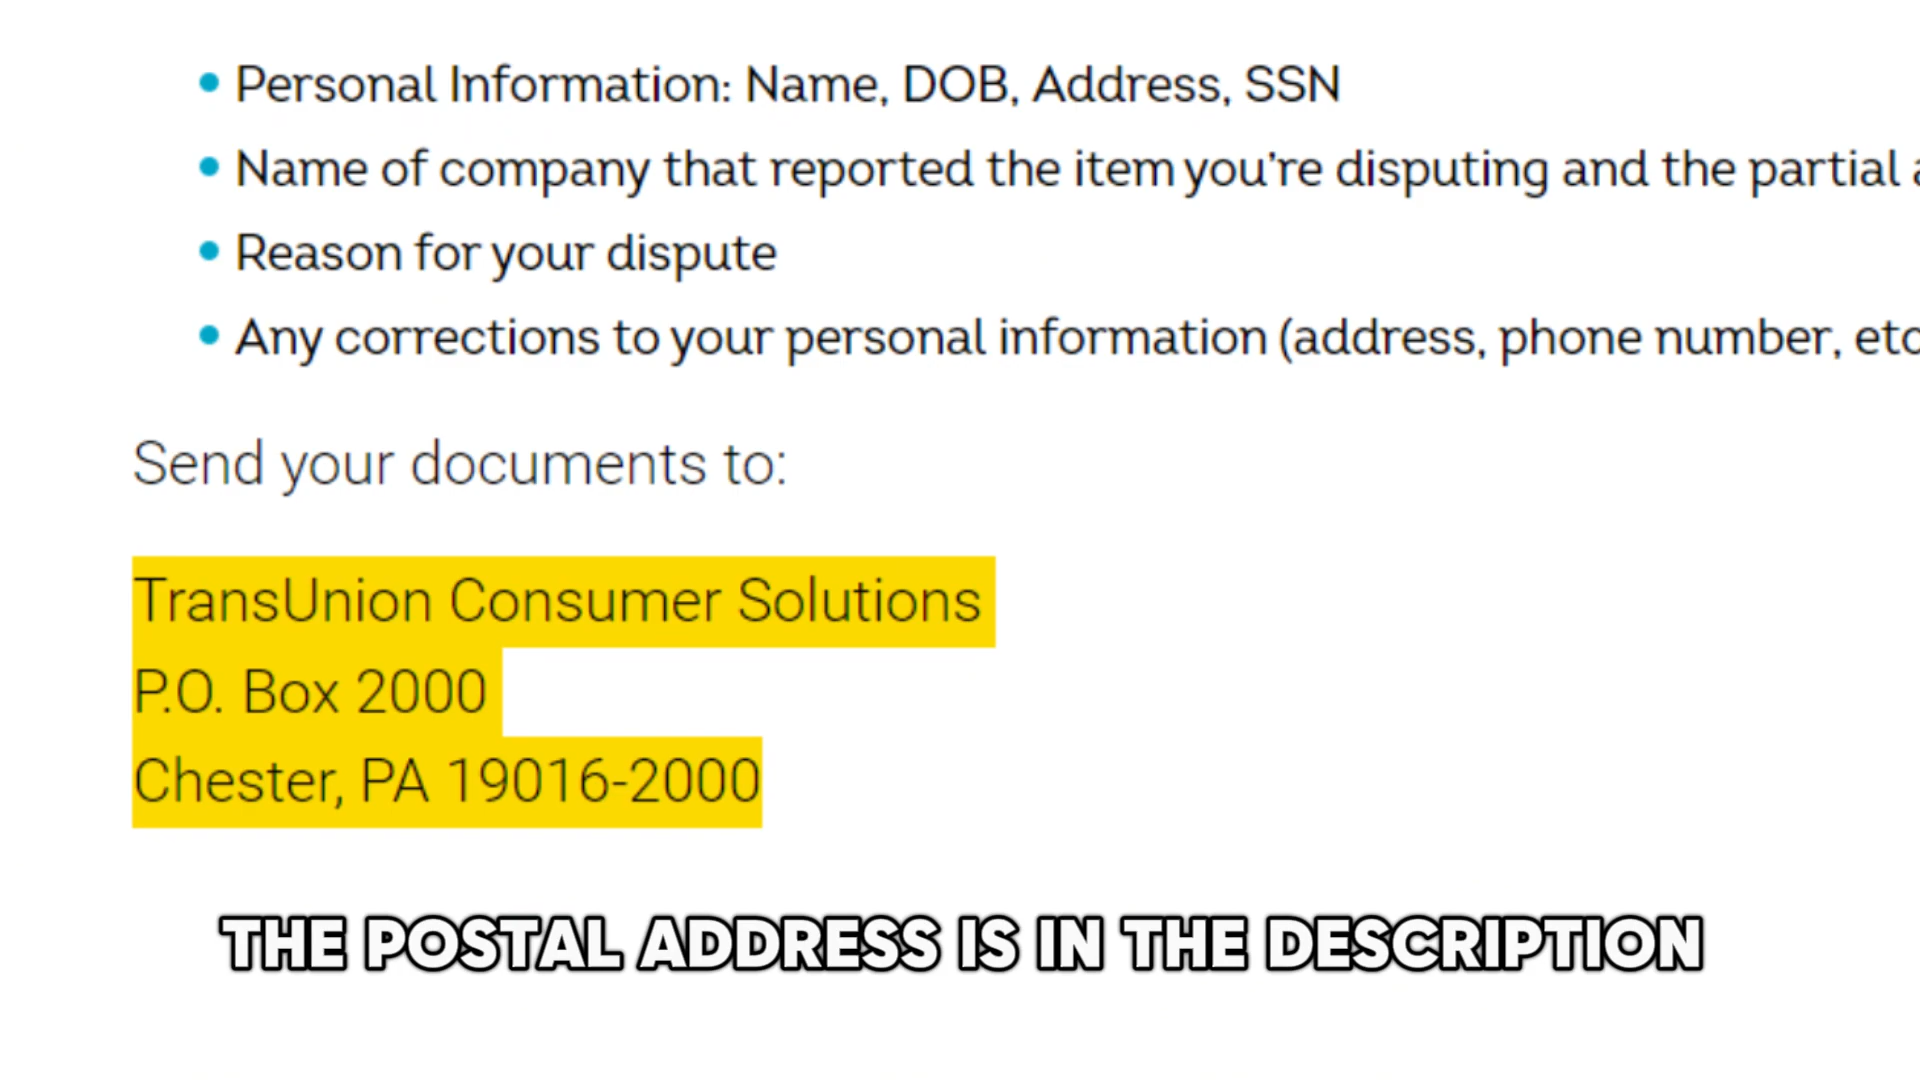 Personal Information: Name, DOB, Address, SSN
Name of company that reported the item you're disputing and the partial
Reason for your dispute
Any corrections to your personal information (address, phone number, etc
Send your documents to:
TransUnion Consumer Solutions
P.O. Box 2000
Chester, PA 19016-2000
THE POSTAL ADDRESS IS IN THE DESCRIPTION